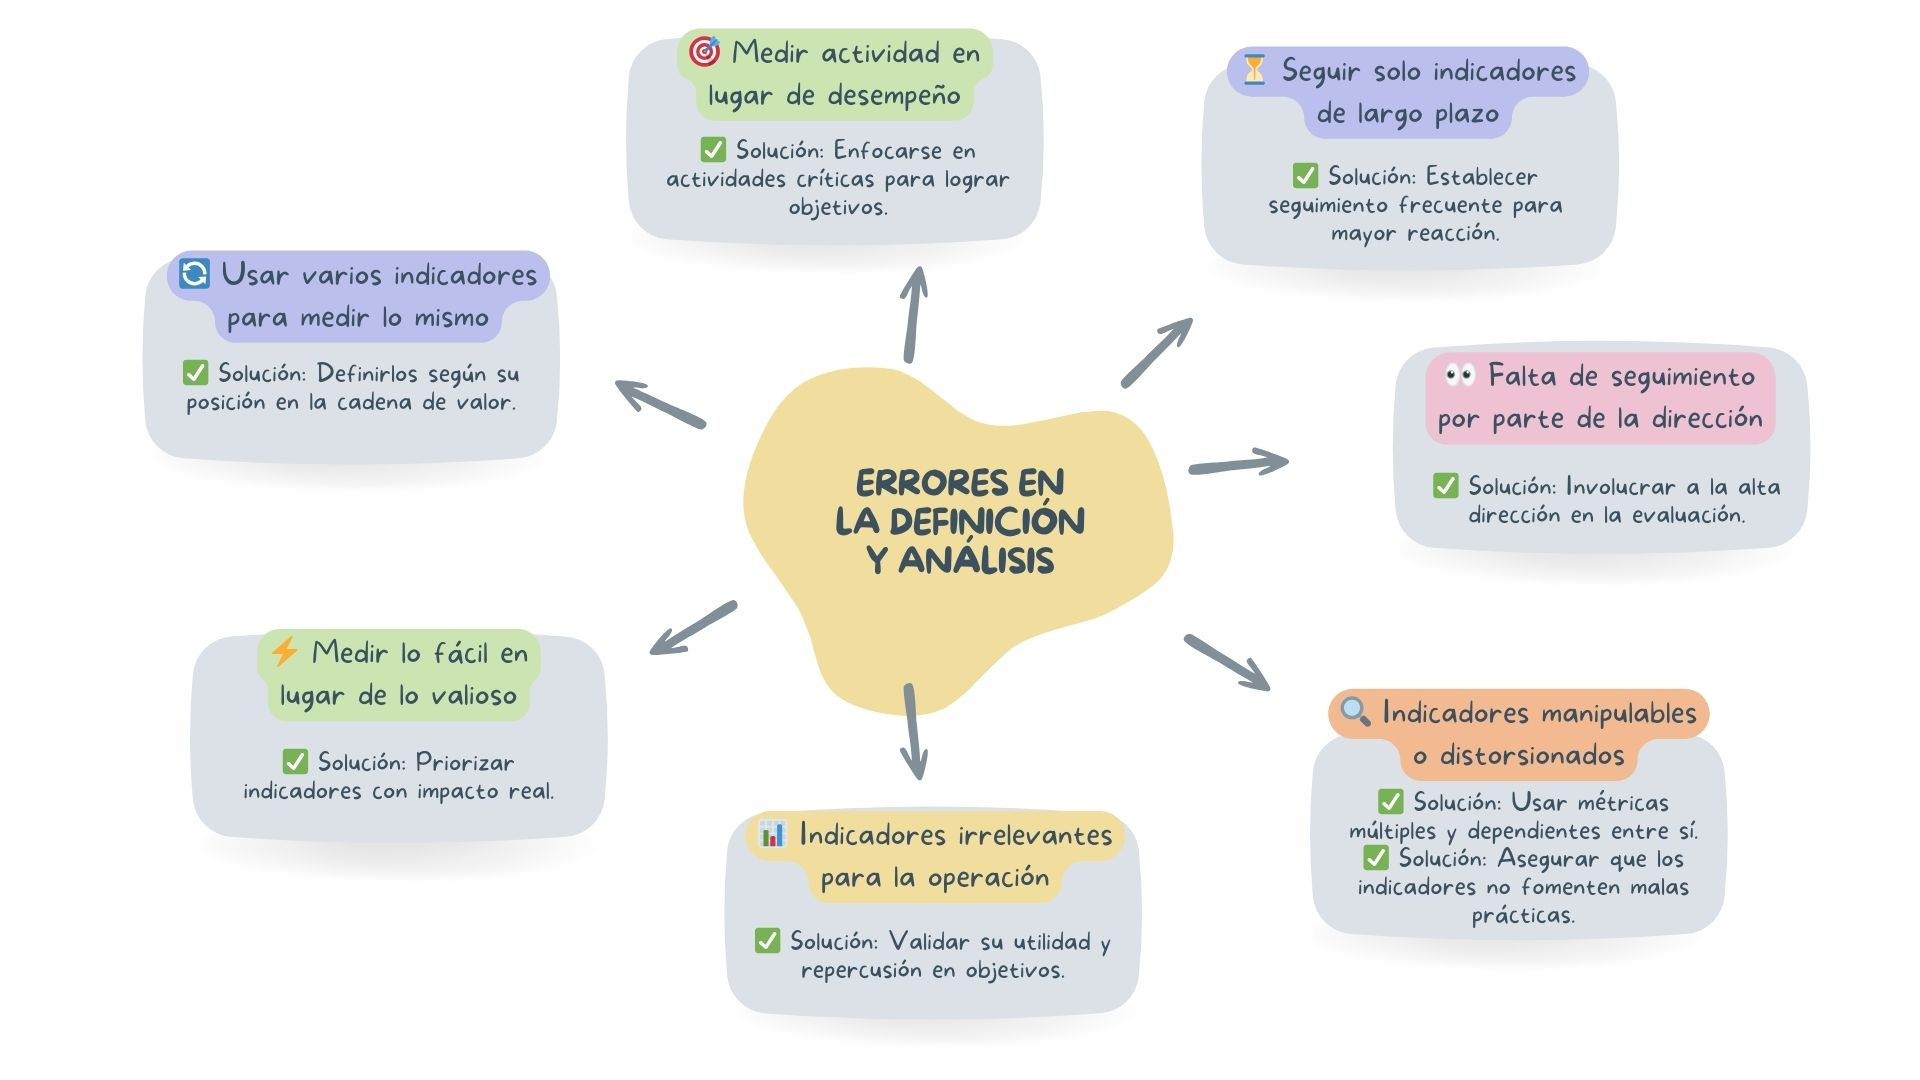 🎯 Medir actividad en
lugar de desempeño
✅ Solución: Enfocarse en
actividades críticas para lograr
objetivos.
⏳ Seguir solo indicadores
de largo plazo
✅ Solución: Establecer
seguimiento frecuente para
mayor reacción.
🔄 Usar varios indicadores
para medir lo mismo
✅ Solución: Definirlos según su
posición en la cadena de valor.
👀 Falta de seguimiento
por parte de la dirección
✅ Solución: Involucrar a la alta
dirección en la evaluación.
ERRORES EN
LA DEFINICIÓN
Y ANÁLISIS
⚡ Medir lo fácil en
lugar de lo valioso
✅ Solución: Priorizar
indicadores con impacto real.
🔍 Indicadores manipulables
o distorsionados
✅ Solución: Usar métricas
múltiples y dependientes entre sí.
✅ Solución: Asegurar que los
indicadores no fomenten malas
prácticas.
📊 Indicadores irrelevantes
para la operación
✅ Solución: Validar su utilidad y
repercusión en objetivos.